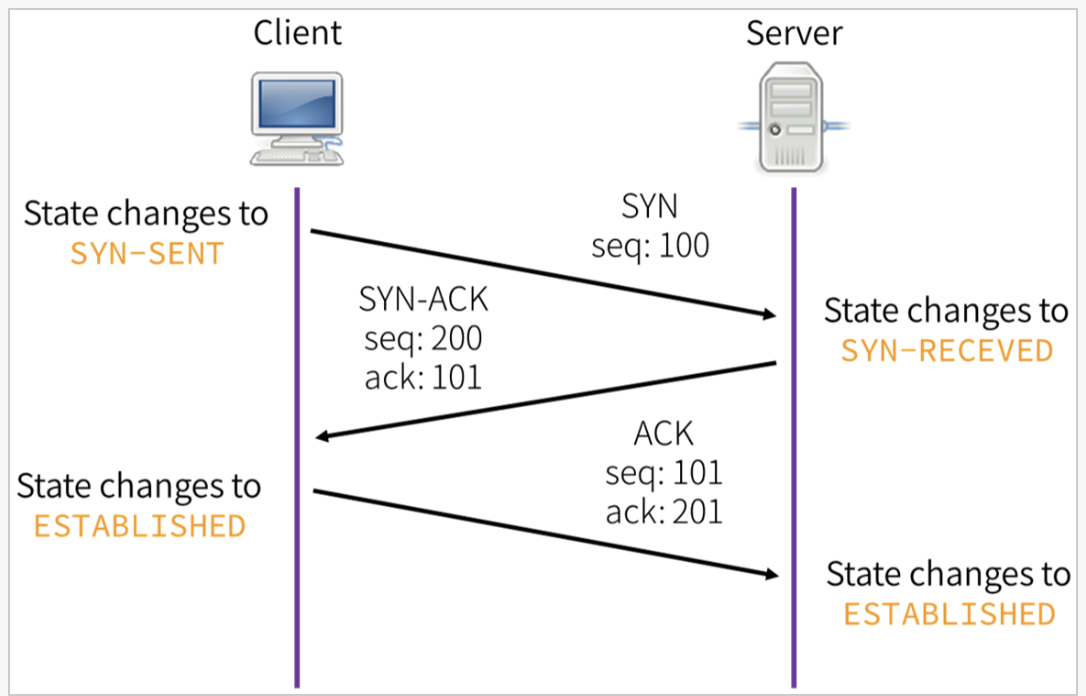 Client
Server
State changes to
SYN-SENT
SYN
seq: 100
SYN-ACK
seq: 200
ack: 101
State changes to
SYN-RECEVED
ACK
seq: 101
ack: 201
State changes to
ESTABLISHED
State changes to
ESTABLISHED